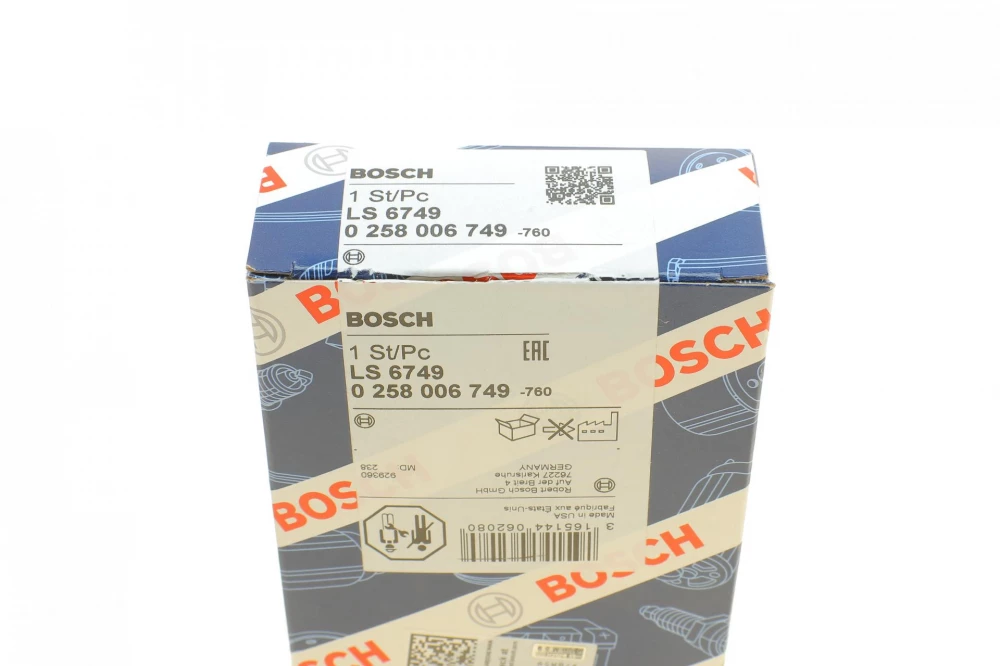 BOSCH
1 St/Pc
LS 6749
0 258 006 749 -760
BOSCH
BOSCH
1 St/Pc
EAC
LS 6749
0 258 006 749 -760
BOSCH
929360
MD
238
Robert Bosch GmbH
Auf der Breit 4
76227 Karlsruhe
GERMANY
Made in USA
Fabriqué aux Etats-Unis
3 165144 062080
BOSCH
BOSCH
BOSCH